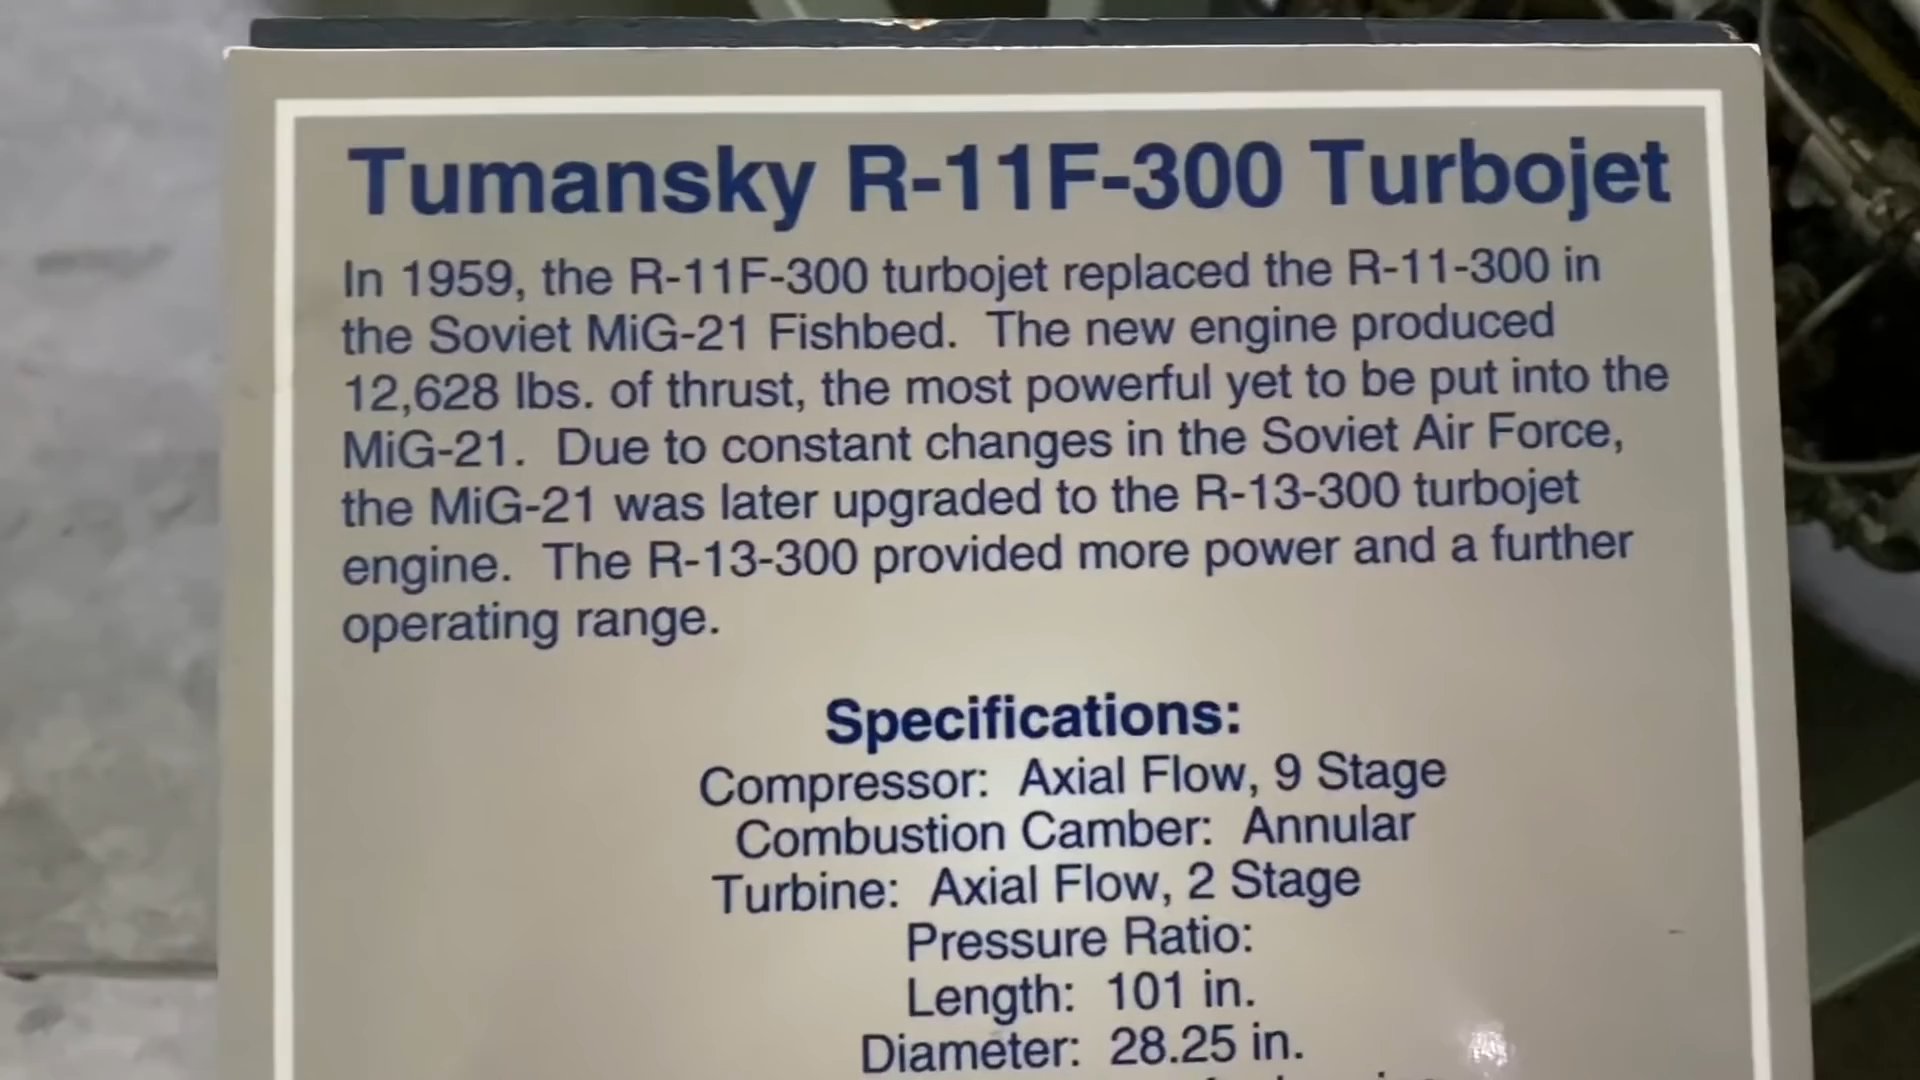 Tumansky R-11F-300 Turbojet
In 1959, the R-11F-300 turbojet replaced the R-11-300 in
the Soviet MiG-21 Fishbed. The new engine produced
12,628 lbs. of thrust, the most powerful yet to be put into the
MiG-21. Due to constant changes in the Soviet Air Force,
the MiG-21 was later upgraded to the R-13-300 turbojet
engine. The R-13-300 provided more power and a further
operating range.
Specifications:
Compressor: Axial Flow, 9 Stage
Combustion Camber: Annular
Turbine: Axial Flow, 2 Stage
Pressure Ratio:
Length: 101 in.
Diameter: 28.25 in.